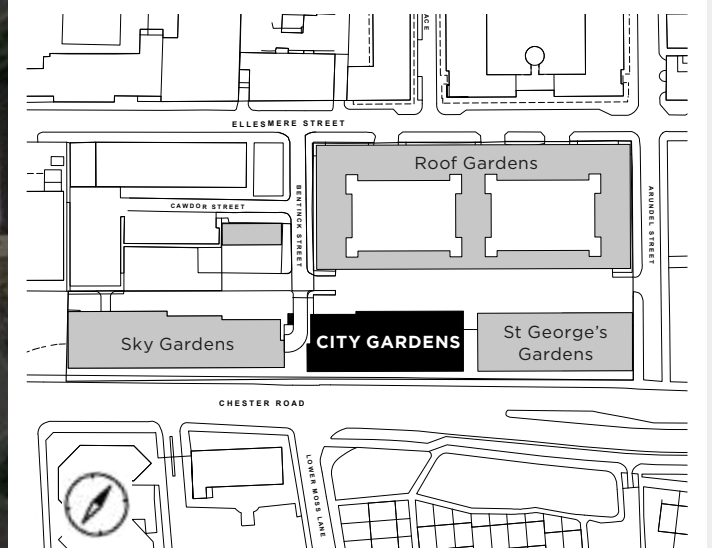 ACE
ELLESMERE STREET
Roof Gardens
CAWDOR STREET
BENTINCK STREET
ARUNDEL STREET
Sky Gardens
CITY GARDENS
St George's
Gardens
CHESTER ROAD
LOWER MOSS LANE